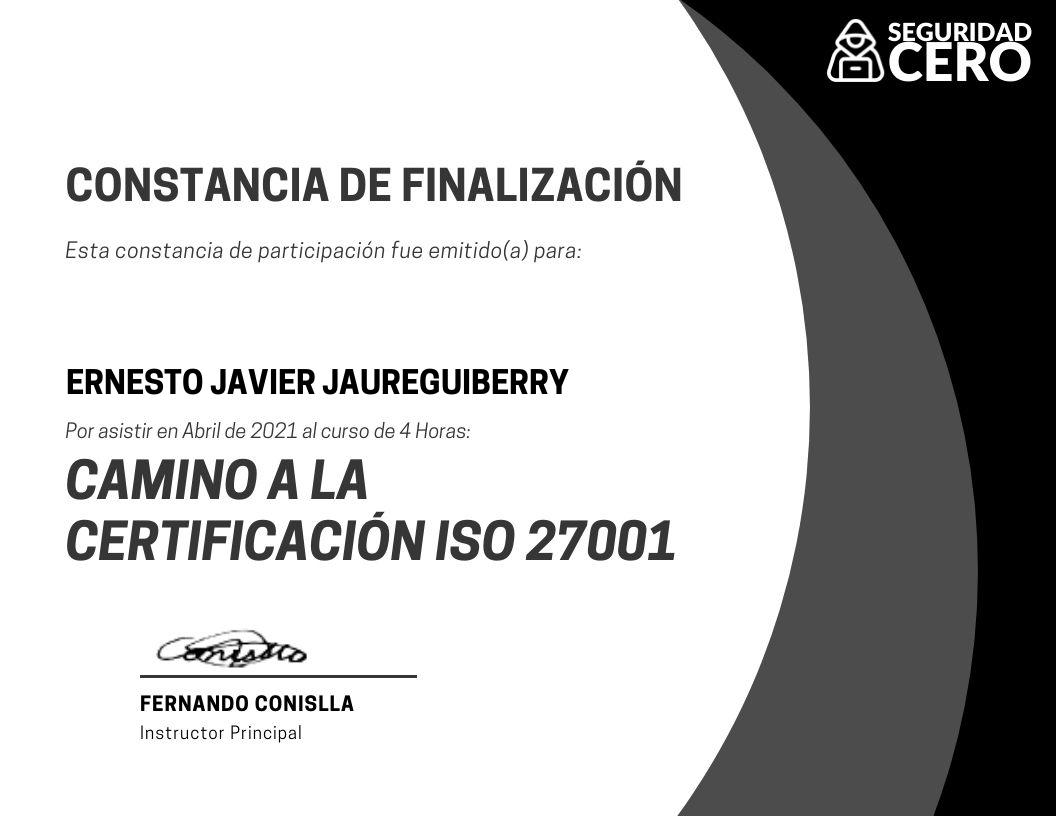 SEGURIDAD
CERO
CONSTANCIA DE FINALIZACIÓN
Esta constancia de participación fue emitido(a) para:
ERNESTO JAVIER JAUREGUIBERRY
Por asistir en Abril de 2021 al curso de 4 Horas:
CAMINO A LA
CERTIFICACIÓN ISO 27001
Conislla
FERNANDO CONISLLA
Instructor Principal